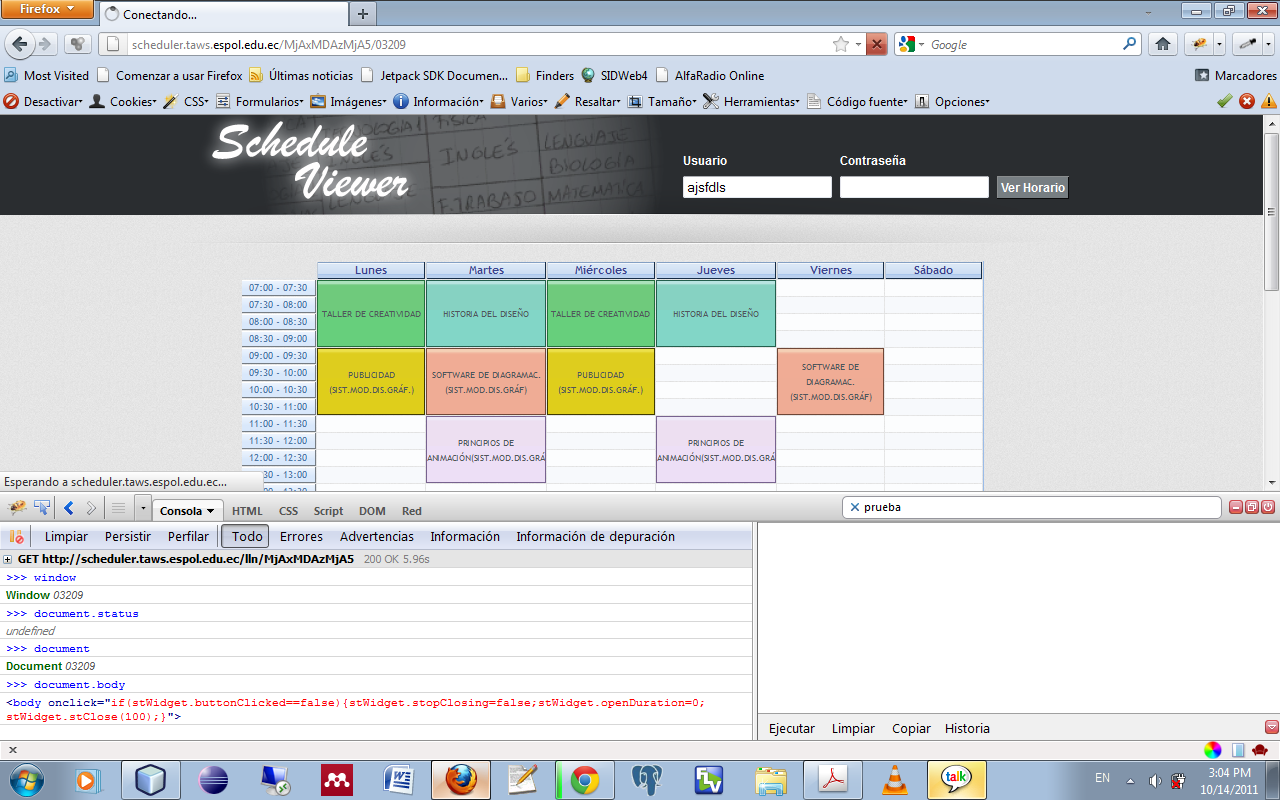 Firefox
Conectando...
scheduler.taws.espol.edu.ec/MjAxMDAzMjA5/03209
Google
Most Visited
Comenzar a usar Firefox
Últimas noticias
Jetpack SDK Documen...
Finders
SIDWeb4
AlfaRadio Online
Marcadores
Desactivar
Cookies
CSS
Formularios
Imágenes
Información
Varios
Resaltar
Tamaño
Herramientas
Código fuente
Opciones
Schedule
Viewer
FÍSICA
INGLÉS
INGLÉS
LENGUAJE
BIOLOGÍA
F.TRABAJO
MATEMATICA
Usuario
Contraseña
ajsfdls
Ver Horario
Lunes
Martes
Miércoles
Jueves
Viernes
Sábado
07:00 - 07:30
07:30 - 08:00
08:00 - 08:30
08:30 - 09:00
09:00 - 09:30
09:30 - 10:00
10:00 - 10:30
10:30 - 11:00
11:00 - 11:30
11:30 - 12:00
12:00 - 12:30
30 - 13:00
TALLER DE CREATIVIDAD
HISTORIA DEL DISEÑO
TALLER DE CREATIVIDAD
HISTORIA DEL DISEÑO
PUBLICIDAD
(SIST.MOD.DIS.GRÁF.)
SOFTWARE DE DIAGRAMAC.
(SIST.MOD.DIS.GRÁF)
PUBLICIDAD
(SIST.MOD.DIS.GRÁF.)
SOFTWARE DE
DIAGRAMAC.
(SIST.MOD.DIS.GRÁF)
PRINCIPIOS DE
ANIMACIÓN(SIST.MOD.DIS.GRÁ
PRINCIPIOS DE
ANIMACIÓN(SIST.MOD.DIS.GRÁ
Esperando a scheduler.taws.espol.edu.ec...
Consola
HTML
CSS
Script
DOM
Red
prueba
Limpiar
Persistir
Perfilar
Todo
Errores
Advertencias
Información
Información de depuración
GET http://scheduler.taws.espol.edu.ec/lln/MjAxMDAzMjA5 200 OK 5.96s
>>> window
Window 03209
>>> document.status
undefined
>>> document
Document 03209
>>> document.body
<body onclick="if(stWidget.buttonClicked==false){stWidget.stopClosing=false;stWidget.openDuration=0;
stWidget.stClose(100);}">
Ejecutar
Limpiar
Copiar
Historia
talk
EN
3:04 PM
10/14/2011